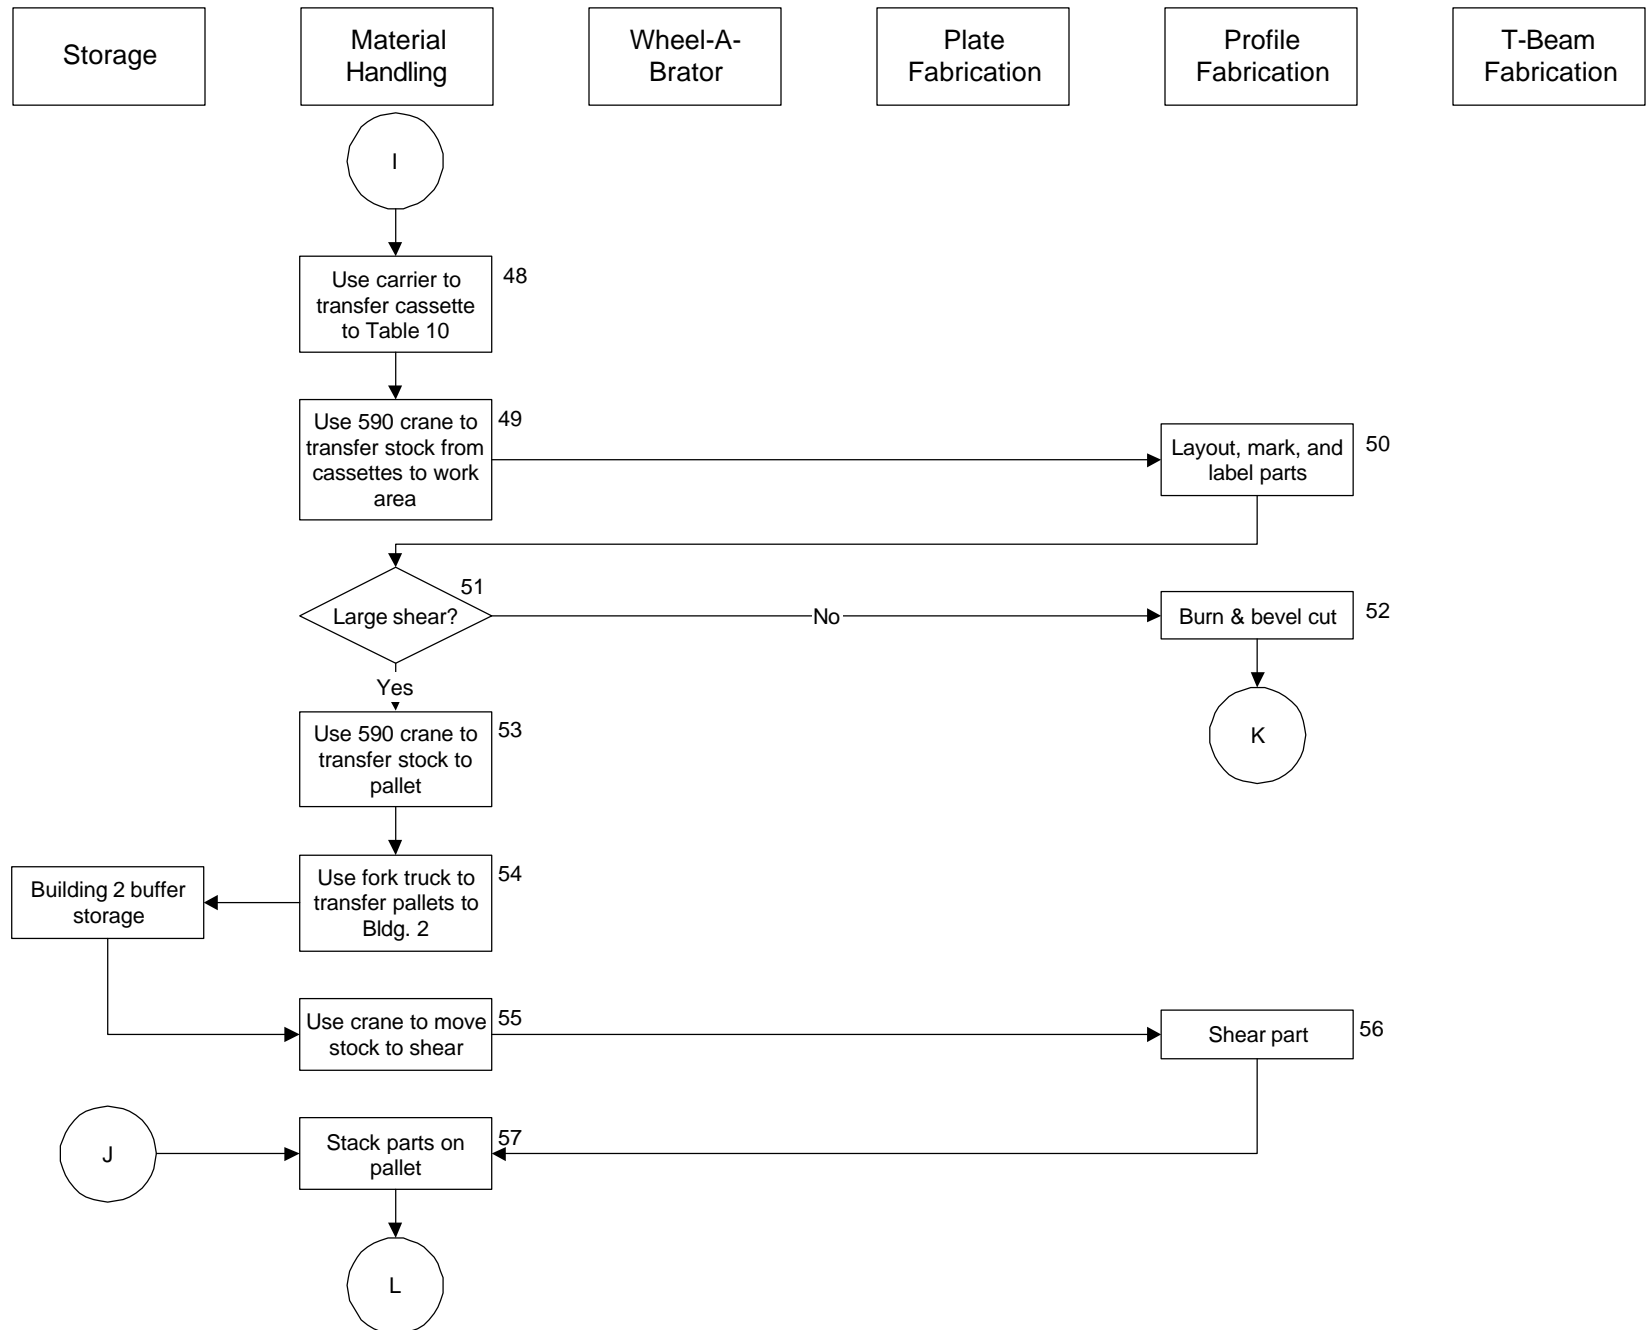 Storage
Material
Handling
Wheel-A-
Brator
Plate
Fabrication
Profile
Fabrication
T-Beam
Fabrication
I
Use carrier to
transfer cassette
to Table 10
48
Use 590 crane to
transfer stock from
cassettes to work
area
49
Layout, mark, and
label parts
50
Large shear?
51
No
Burn & bevel cut
52
Yes
K
Use 590 crane to
transfer stock to
pallet
53
Building 2 buffer
storage
Use fork truck to
transfer pallets to
Bldg. 2
54
Use crane to move
stock to shear
55
Shear part
56
J
Stack parts on
pallet
57
L